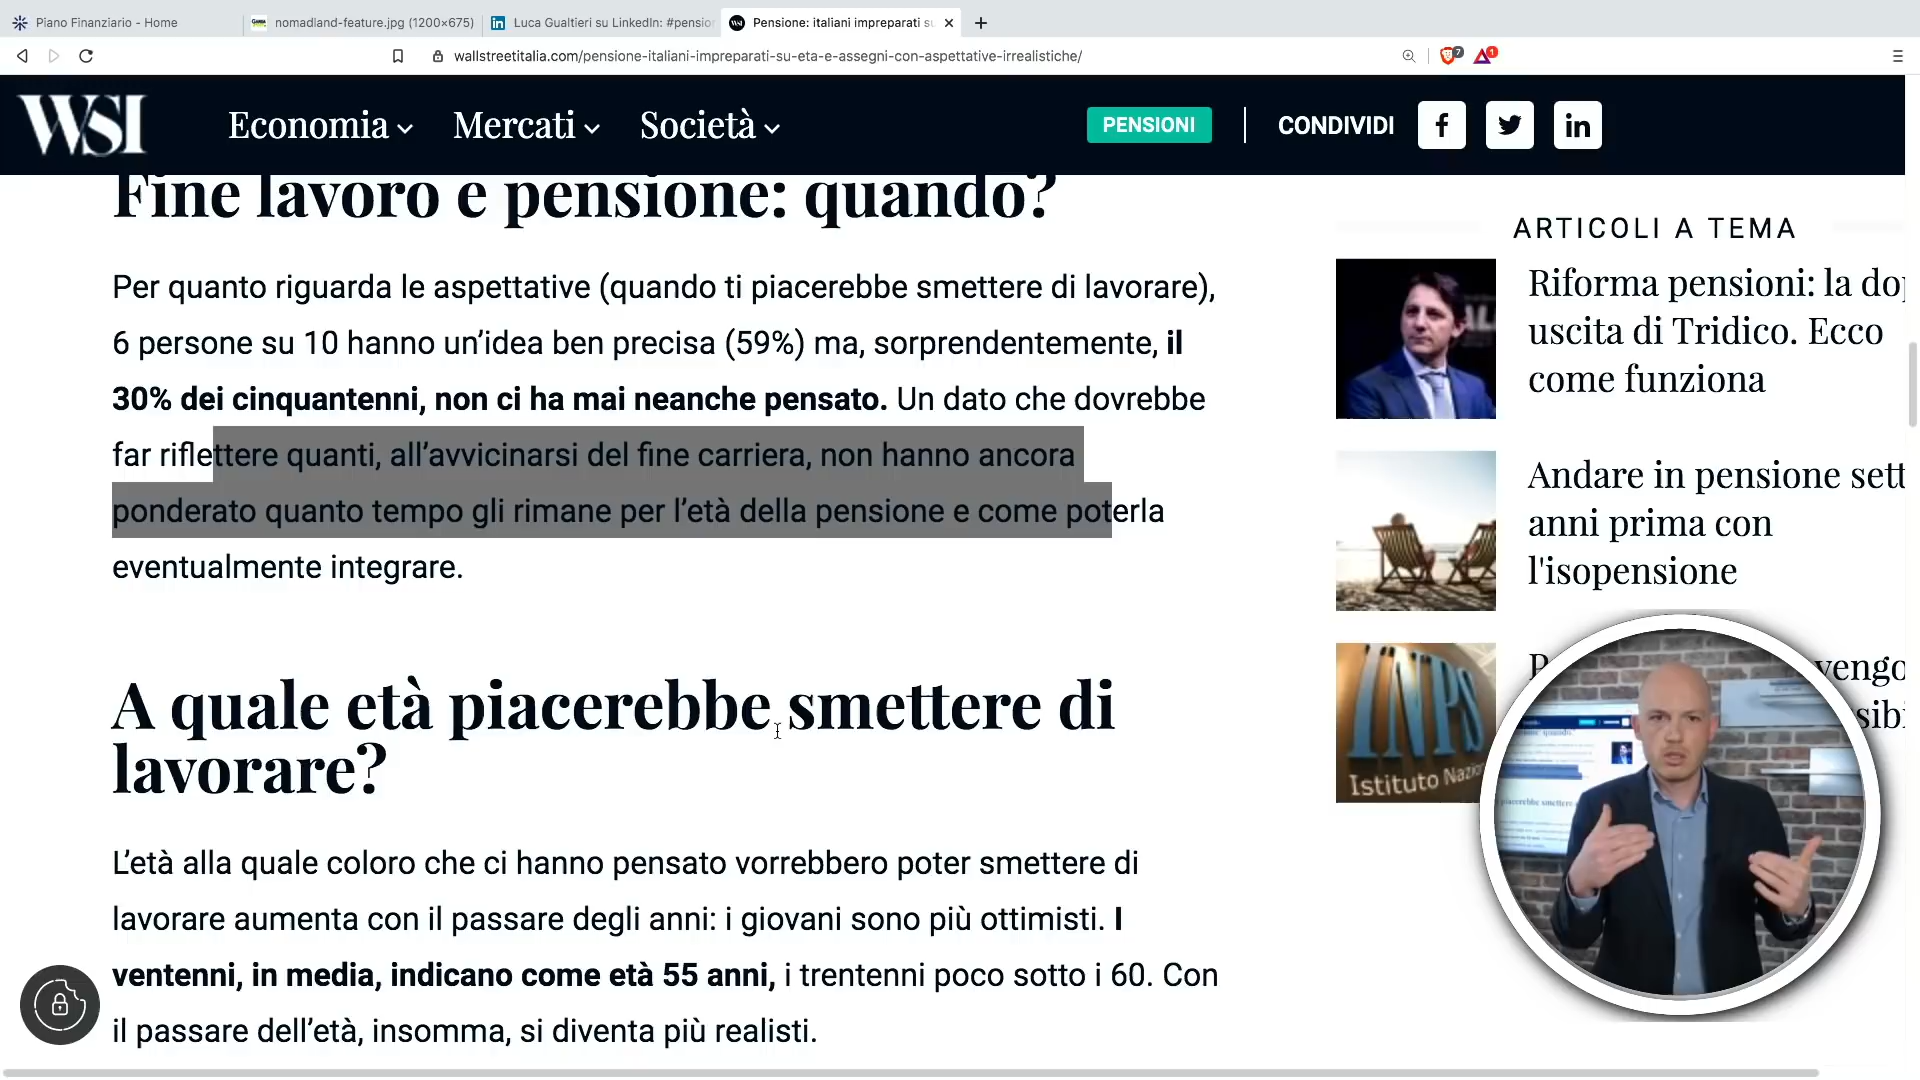 Piano Finanziario - Home
nomadland-feature.jpg (1200×675)
Luca Gualtieri su LinkedIn: #pensio
Pensione: italiani impreparati su
wallstreetitalia.com/pensione-italiani-impreparati-su-eta-e-assegni-con-aspettative-irrealistiche/
7
1
WSI
Economia
Mercati
Società
PENSIONI
CONDIVIDI
Fine lavoro e pensione: quando?
Per quanto riguarda le aspettative (quando ti piacerebbe smettere di lavorare),
6 persone su 10 hanno un’idea ben precisa (59%) ma, sorprendentemente, il
30% dei cinquantenni, non ci ha mai neanche pensato. Un dato che dovrebbe
far riflettere quanti, all’avvicinarsi del fine carriera, non hanno ancora
ponderato quanto tempo gli rimane per l’età della pensione e come poterla
eventualmente integrare.
A quale età piacerebbe smettere di
lavorare?
L’età alla quale coloro che ci hanno pensato vorrebbero poter smettere di
lavorare aumenta con il passare degli anni: i giovani sono più ottimisti. I
ventenni, in media, indicano come età 55 anni, i trentenni poco sotto i 60. Con
il passare dell’età, insomma, si diventa più realisti.
ARTICOLI A TEMA
Riforma pensioni: la dop
uscita di Tridico. Ecco
come funziona
Andare in pensione sett
anni prima con
l'isopensione
INPS
Istituto Nazion
vengo
sibi